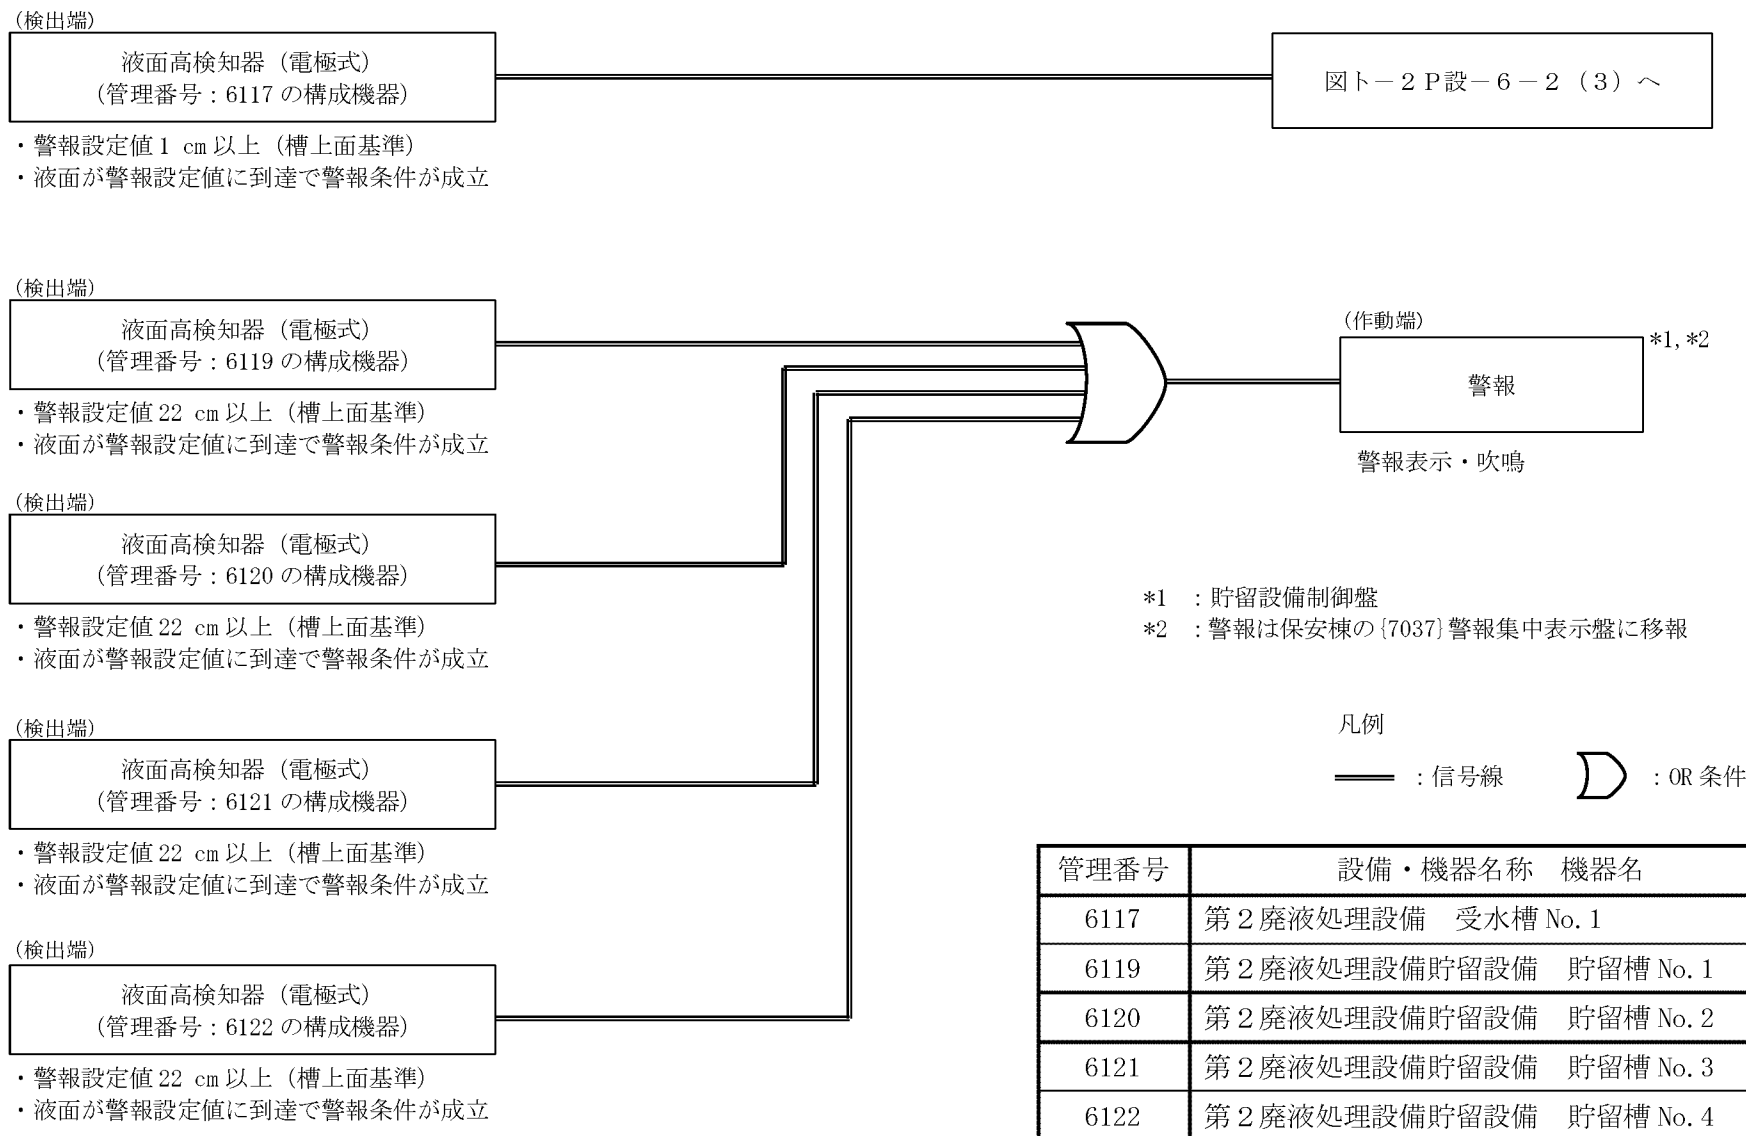 (検出端)
液面高検知器（電極式）
（管理番号：6117 の構成機器）
・警報設定値 1 cm 以上（槽上面基準）
・液面が警報設定値に到達で警報条件が成立
図ト－２Ｐ設－６－２（３）へ
(検出端)
液面高検知器（電極式）
（管理番号：6119 の構成機器）
・警報設定値 22 cm 以上（槽上面基準）
・液面が警報設定値に到達で警報条件が成立
(作動端)
警報
*1, *2
警報表示・吹鳴
(検出端)
液面高検知器（電極式）
（管理番号：6120 の構成機器）
・警報設定値 22 cm 以上（槽上面基準）
・液面が警報設定値に到達で警報条件が成立
*1 ：貯留設備制御盤
*2 ：警報は保安棟の{7037}警報集中表示盤に移報
(検出端)
液面高検知器（電極式）
（管理番号：6121 の構成機器）
・警報設定値 22 cm 以上（槽上面基準）
・液面が警報設定値に到達で警報条件が成立
凡例
：信号線
：OR 条件
(検出端)
液面高検知器（電極式）
（管理番号：6122 の構成機器）
・警報設定値 22 cm 以上（槽上面基準）
・液面が警報設定値に到達で警報条件が成立
管理番号 設備・機器名称　機器名
6117 第２廃液処理設備　受水槽 No. 1
6119 第２廃液処理設備貯留設備　貯留槽 No. 1
6120 第２廃液処理設備貯留設備　貯留槽 No. 2
6121 第２廃液処理設備貯留設備　貯留槽 No. 3
6122 第２廃液処理設備貯留設備　貯留槽 No. 4